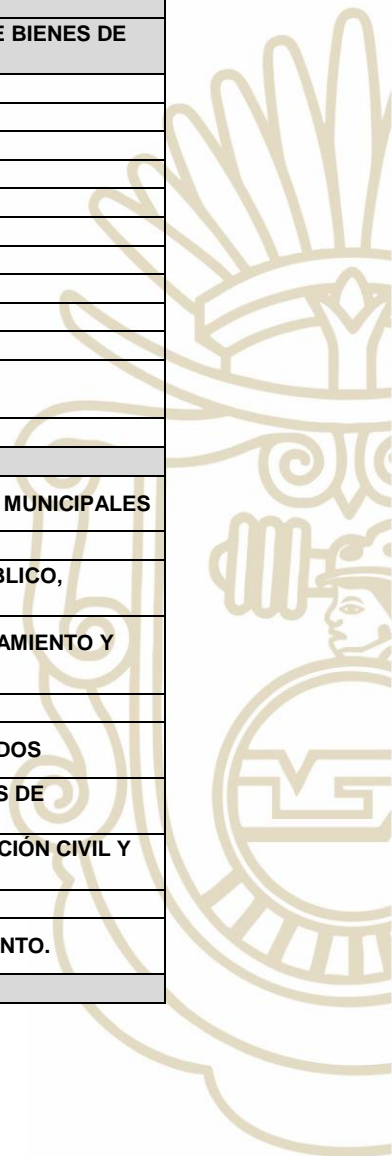 BIENES DE
MUNICIPALES
BLICO,
AMIENTO Y
DOS
S DE
CIÓN CIVIL Y
NTO.